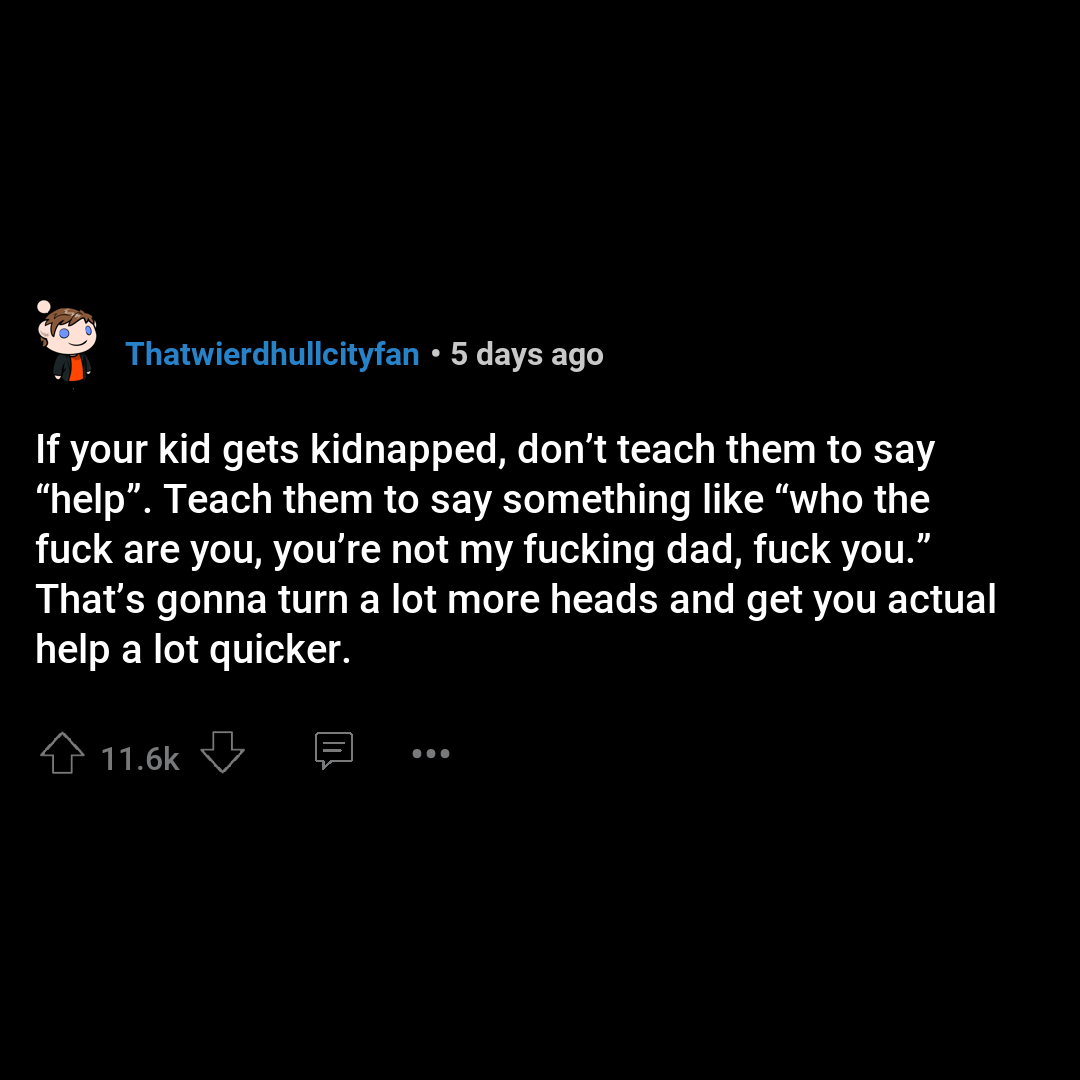 Thatwierdhullcityfan • 5 days ago
If your kid gets kidnapped, don’t teach them to say
“help”. Teach them to say something like “who the
fuck are you, you’re not my fucking dad, fuck you.”
That’s gonna turn a lot more heads and get you actual
help a lot quicker.
11.6k